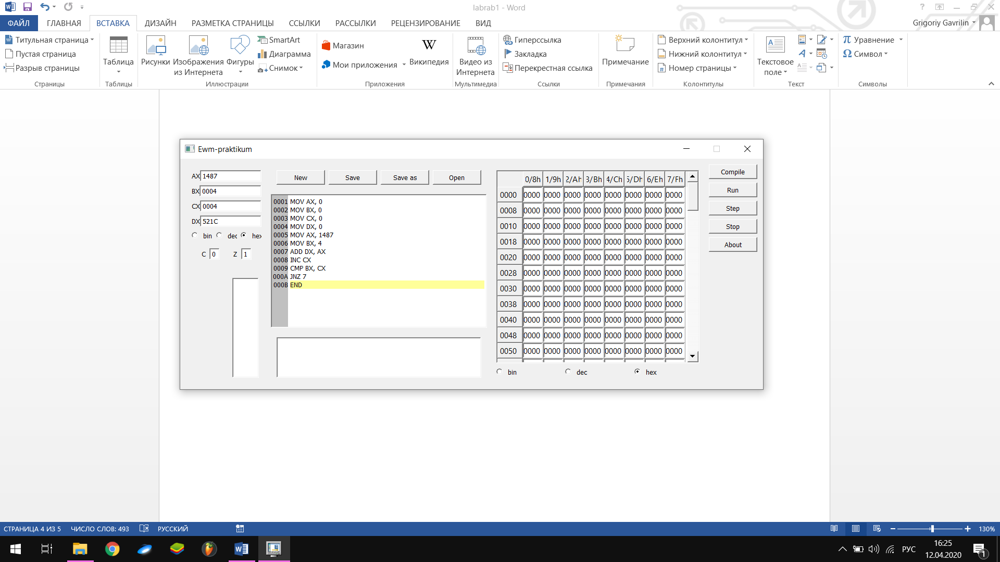 labrab1 - Word
ФАЙЛ ГЛАВНАЯ ВСТАВКА ДИЗАЙН РАЗМЕТКА СТРАНИЦЫ ССЫЛКИ РАССЫЛКИ РЕЦЕНЗИРОВАНИЕ ВИД Grigoriy Gavrilin
Титульная страница
Пустая страница
Разрыв страницы
Страницы
Таблица
Таблицы
Рисунки
Изображения из Интернета
Фигуры
SmartArt
Диаграмма
Снимок
Иллюстрации
Магазин
Мои приложения
W
Википедия
Приложения
Видео из Интернета
Мультимедиа
Гиперссылка
Закладка
Перекрестная ссылка
Ссылки
Примечание
Примечания
Верхний колонтитул
Нижний колонтитул
Номер страницы
Колонтитулы
Текстовое поле
Текст
π Уравнение
Ω Символ
Символы
Ewm-praktikum
AX 1487
BX 0004
CX 0004
DX 521C
bin dec hex
C 0 Z 1
New Save Save as Open
0001 MOV AX, 0
0002 MOV BX, 0
0003 MOV CX, 0
0004 MOV DX, 0
0005 MOV AX, 1487
0006 MOV BX, 4
0007 ADD DX, AX
0008 INC CX
0009 CMP BX, CX
000A JNZ 7
000B END
0/8h 1/9h 2/Ah 3/Bh 4/Ch 5/Dh 6/Eh 7/Fh
0000 0000 0000 0000 0000 0000 0000 0000 0000
0008 0000 0000 0000 0000 0000 0000 0000 0000
0010 0000 0000 0000 0000 0000 0000 0000 0000
0018 0000 0000 0000 0000 0000 0000 0000 0000
0020 0000 0000 0000 0000 0000 0000 0000 0000
0028 0000 0000 0000 0000 0000 0000 0000 0000
0030 0000 0000 0000 0000 0000 0000 0000 0000
0038 0000 0000 0000 0000 0000 0000 0000 0000
0040 0000 0000 0000 0000 0000 0000 0000 0000
0048 0000 0000 0000 0000 0000 0000 0000 0000
0050 0000 0000 0000 0000 0000 0000 0000 0000
bin dec hex
Compile
Run
Step
Stop
About
СТРАНИЦА 4 ИЗ 5 ЧИСЛО СЛОВ: 493 РУССКИЙ 130%
РУС
16:25
12.04.2020
1